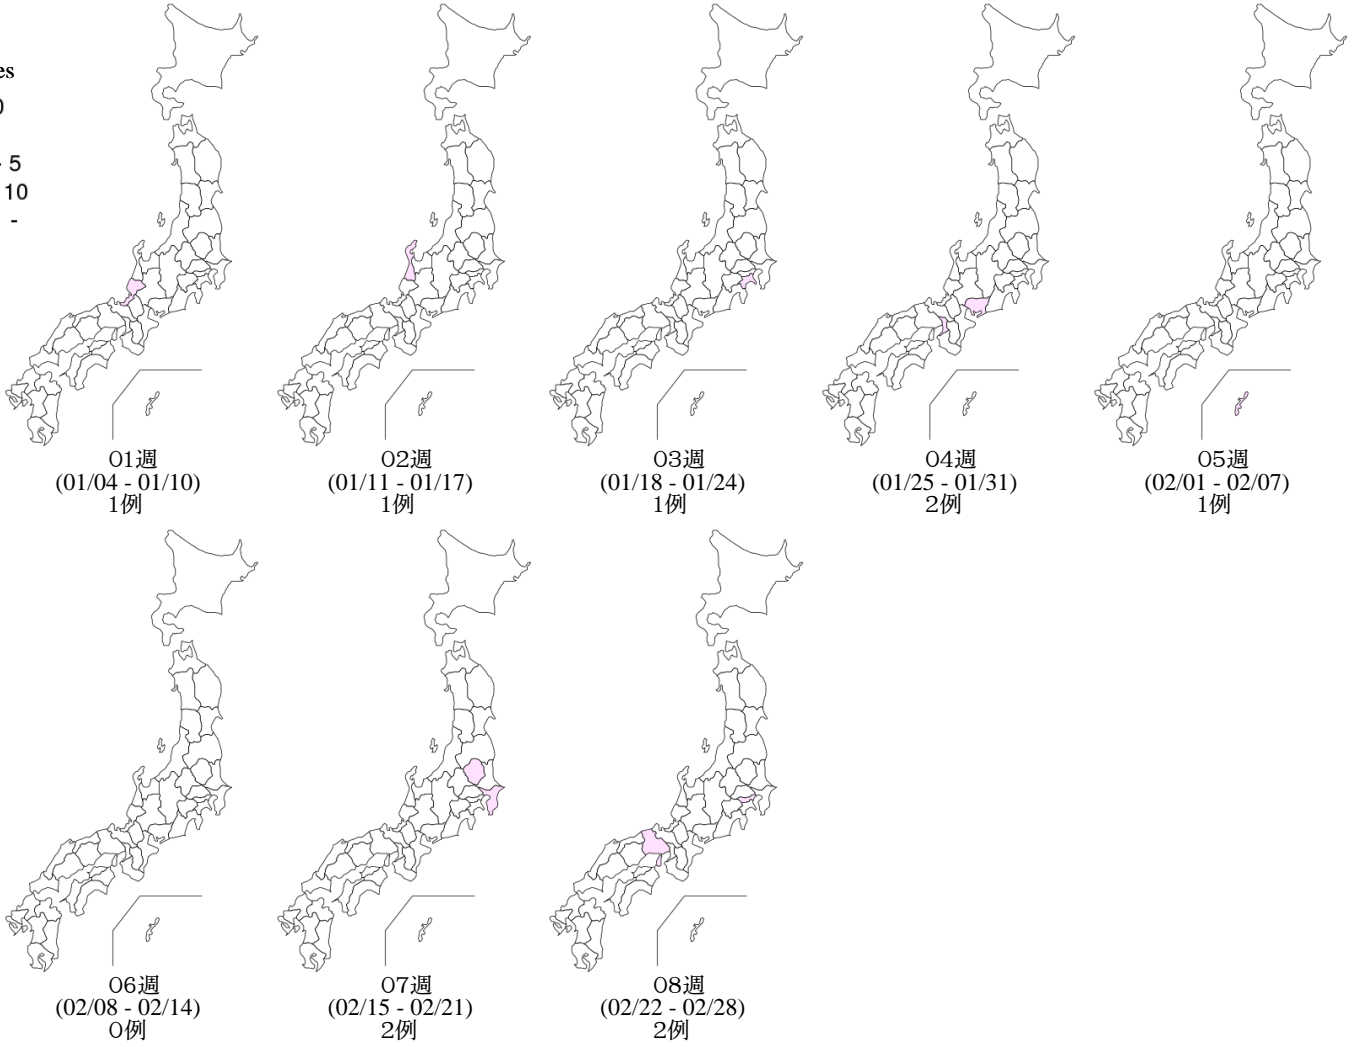 es
0
- 5
10
-
01週
(01/04 - 01/10)
1例
02週
(01/11 - 01/17)
1例
03週
(01/18 - 01/24)
1例
04週
(01/25 - 01/31)
2例
05週
(02/01 - 02/07)
1例
06週
(02/08 - 02/14)
0例
07週
(02/15 - 02/21)
2例
08週
(02/22 - 02/28)
2例